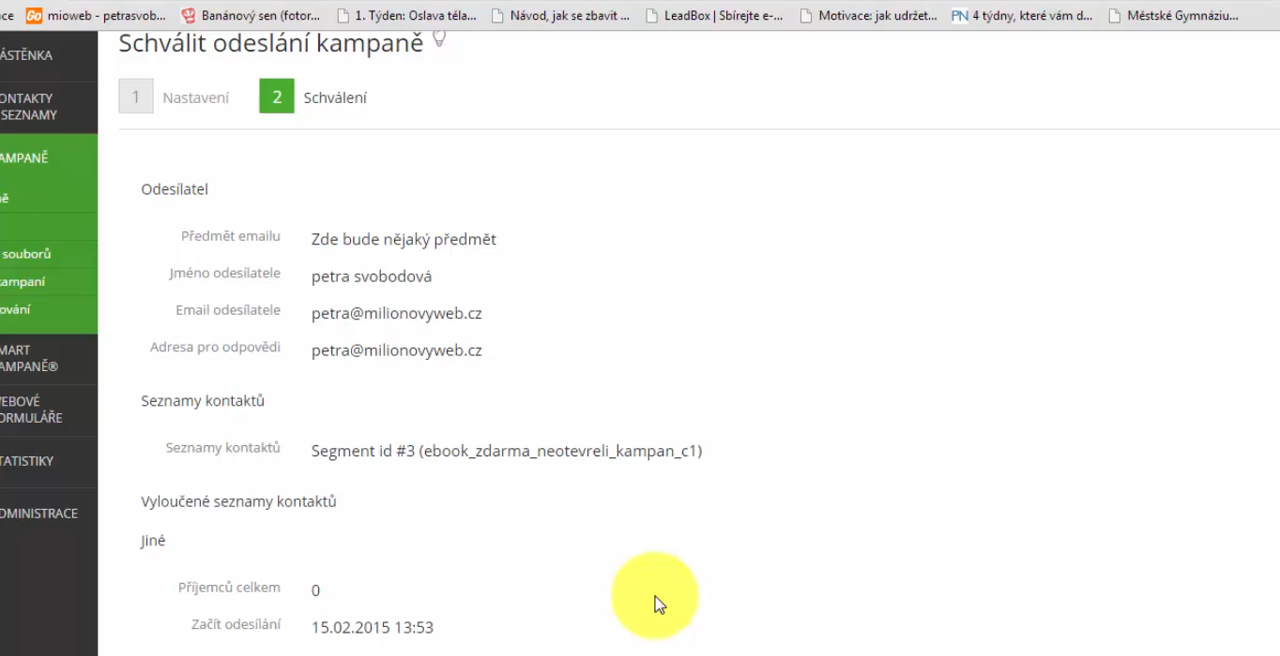 ce Go mioweb - petrasvob... Banánový sen (fotor... 1. Týden: Oslava těla... Návod, jak se zbavit ... LeadBox | Sbírejte e-... Motivace: jak udržet... PN 4 týdny, které vám d... Městské Gymnáziu...
Schválit odeslání kampaně
1 Nastavení 2 Schválení
ÁSTĚNKA
ONTAKTY
SEZNAMY
AMPANĚ
ě
souborů
kampaní
ování
MART
AMPANĚ®
EBOVÉ
ORMULÁŘE
TATISTIKY
DMINISTRACE
Odesílatel
Předmět emailu Zde bude nějaký předmět
Jméno odesílatele petra svobodová
Email odesílatele petra@milionovyweb.cz
Adresa pro odpovědi petra@milionovyweb.cz
Seznamy kontaktů
Seznamy kontaktů Segment id #3 (ebook_zdarma_neotevreli_kampan_c1)
Vyloučené seznamy kontaktů
Jiné
Příjemců celkem 0
Začít odesílání 15.02.2015 13:53